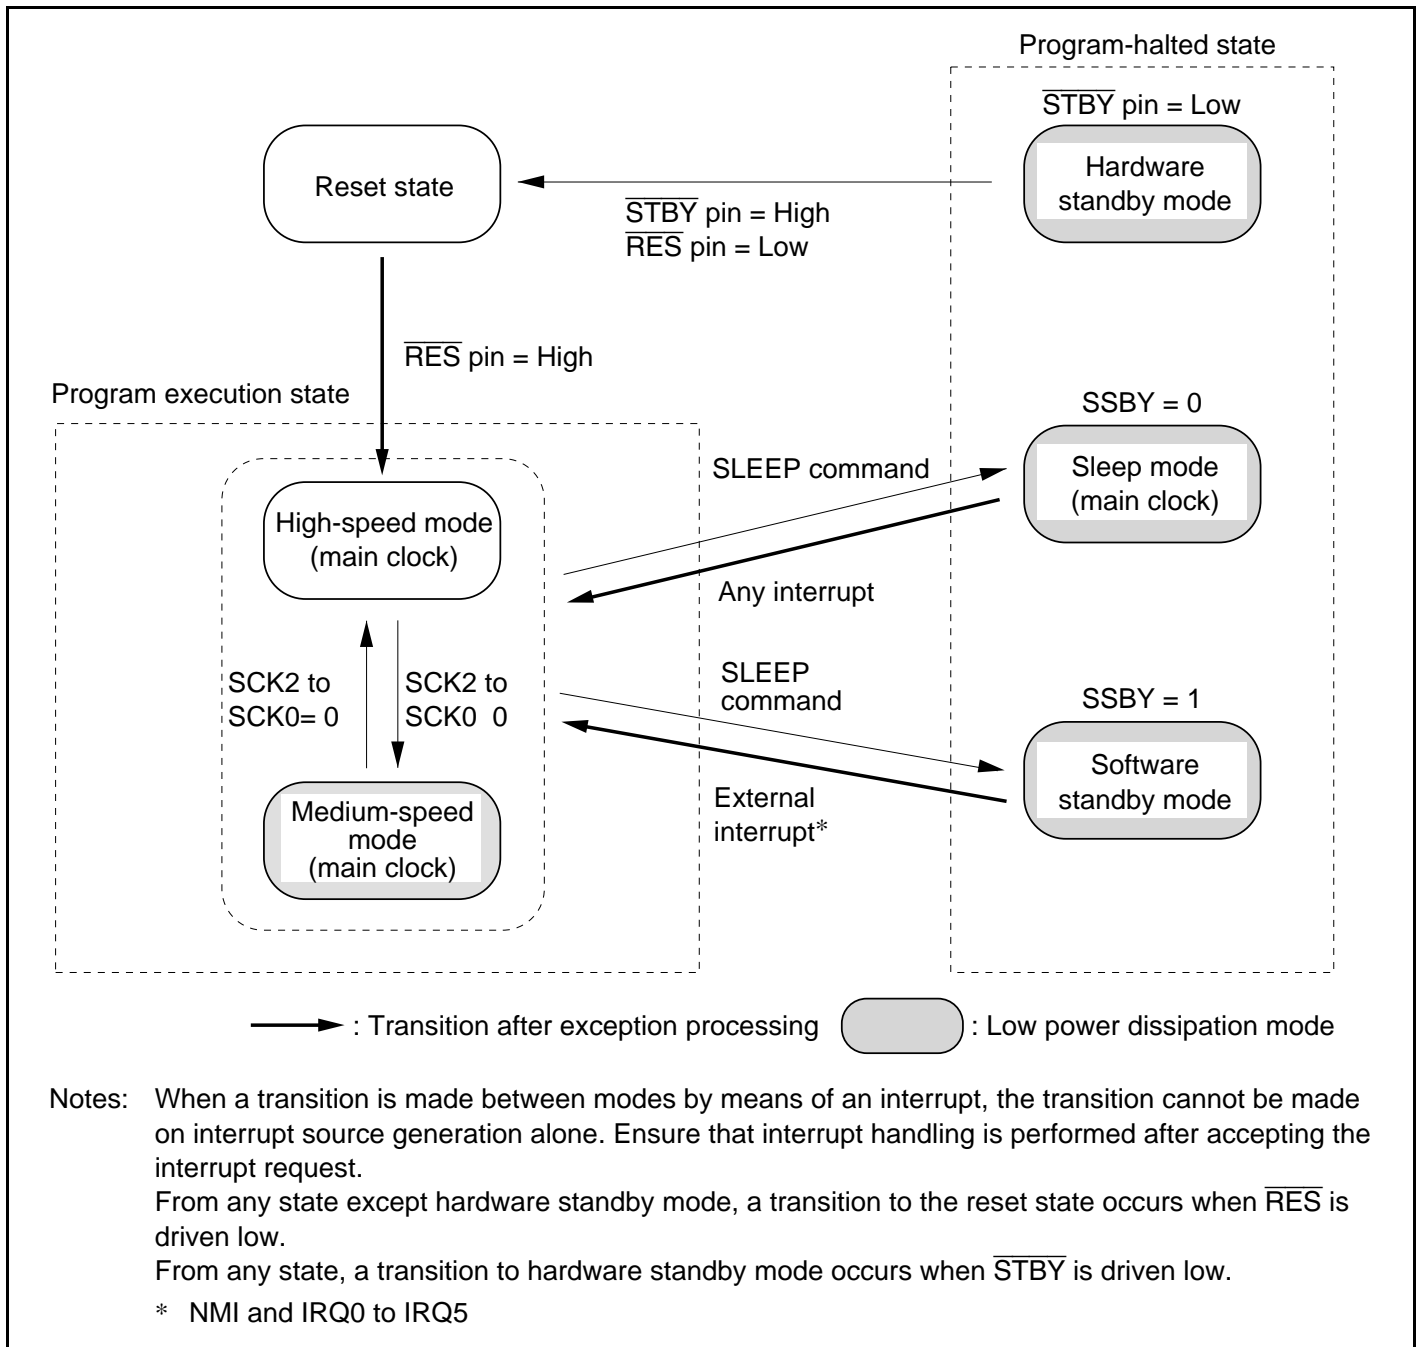 Program-halted state
S̅T̅B̅Y̅ pin = Low
Hardware
standby mode
Reset state
S̅T̅B̅Y̅ pin = High
R̅E̅S̅ pin = Low
R̅E̅S̅ pin = High
Program execution state
SSBY = 0
Sleep mode
(main clock)
SLEEP command
Any interrupt
High-speed mode
(main clock)
SCK2 to
SCK0= 0
SCK2 to
SCK0 0
Medium-speed
mode
(main clock)
SLEEP
command
External
interrupt*
SSBY = 1
Software
standby mode
: Transition after exception processing
: Low power dissipation mode
Notes: When a transition is made between modes by means of an interrupt, the transition cannot be made
on interrupt source generation alone. Ensure that interrupt handling is performed after accepting the
interrupt request.
From any state except hardware standby mode, a transition to the reset state occurs when R̅E̅S̅ is
driven low.
From any state, a transition to hardware standby mode occurs when S̅T̅B̅Y̅ is driven low.
* NMI and IRQ0 to IRQ5